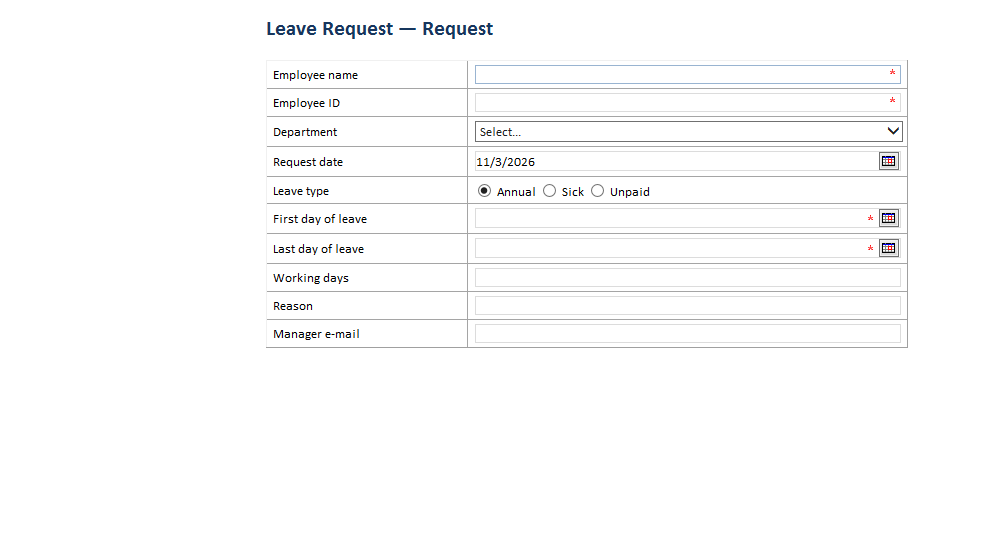 Leave Request — Request
Employee name *
Employee ID *
Department Select...
Request date 11/3/2026
Leave type Annual Sick Unpaid
First day of leave *
Last day of leave *
Working days
Reason
Manager e-mail